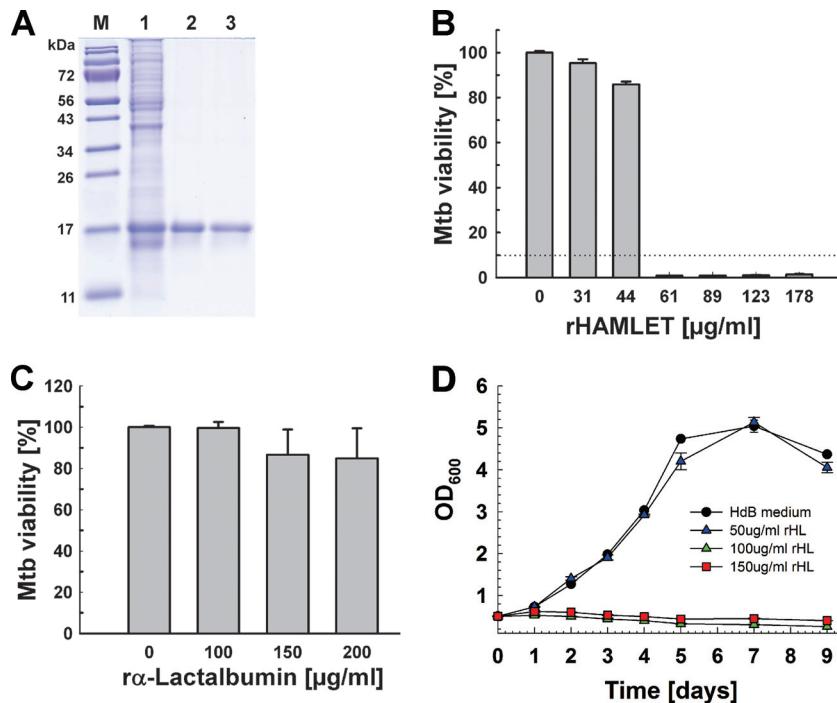 A
M 1 2 3
kDa
72
56
43
34
26
17
11
B
Mtb viability [%]
100
80
60
40
20
10
0
0 31 44 61 89 123 178
rHAMLET [µg/ml]
C
Mtb viability [%]
120
100
80
60
40
20
0
0 100 150 200
rα-Lactalbumin [µg/ml]
D
OD600
6
5
4
3
2
1
HdB medium
50ug/ml rHL
100ug/ml rHL
150ug/ml rHL
0 1 2 3 4 5 6 7 8 9
Time [days]